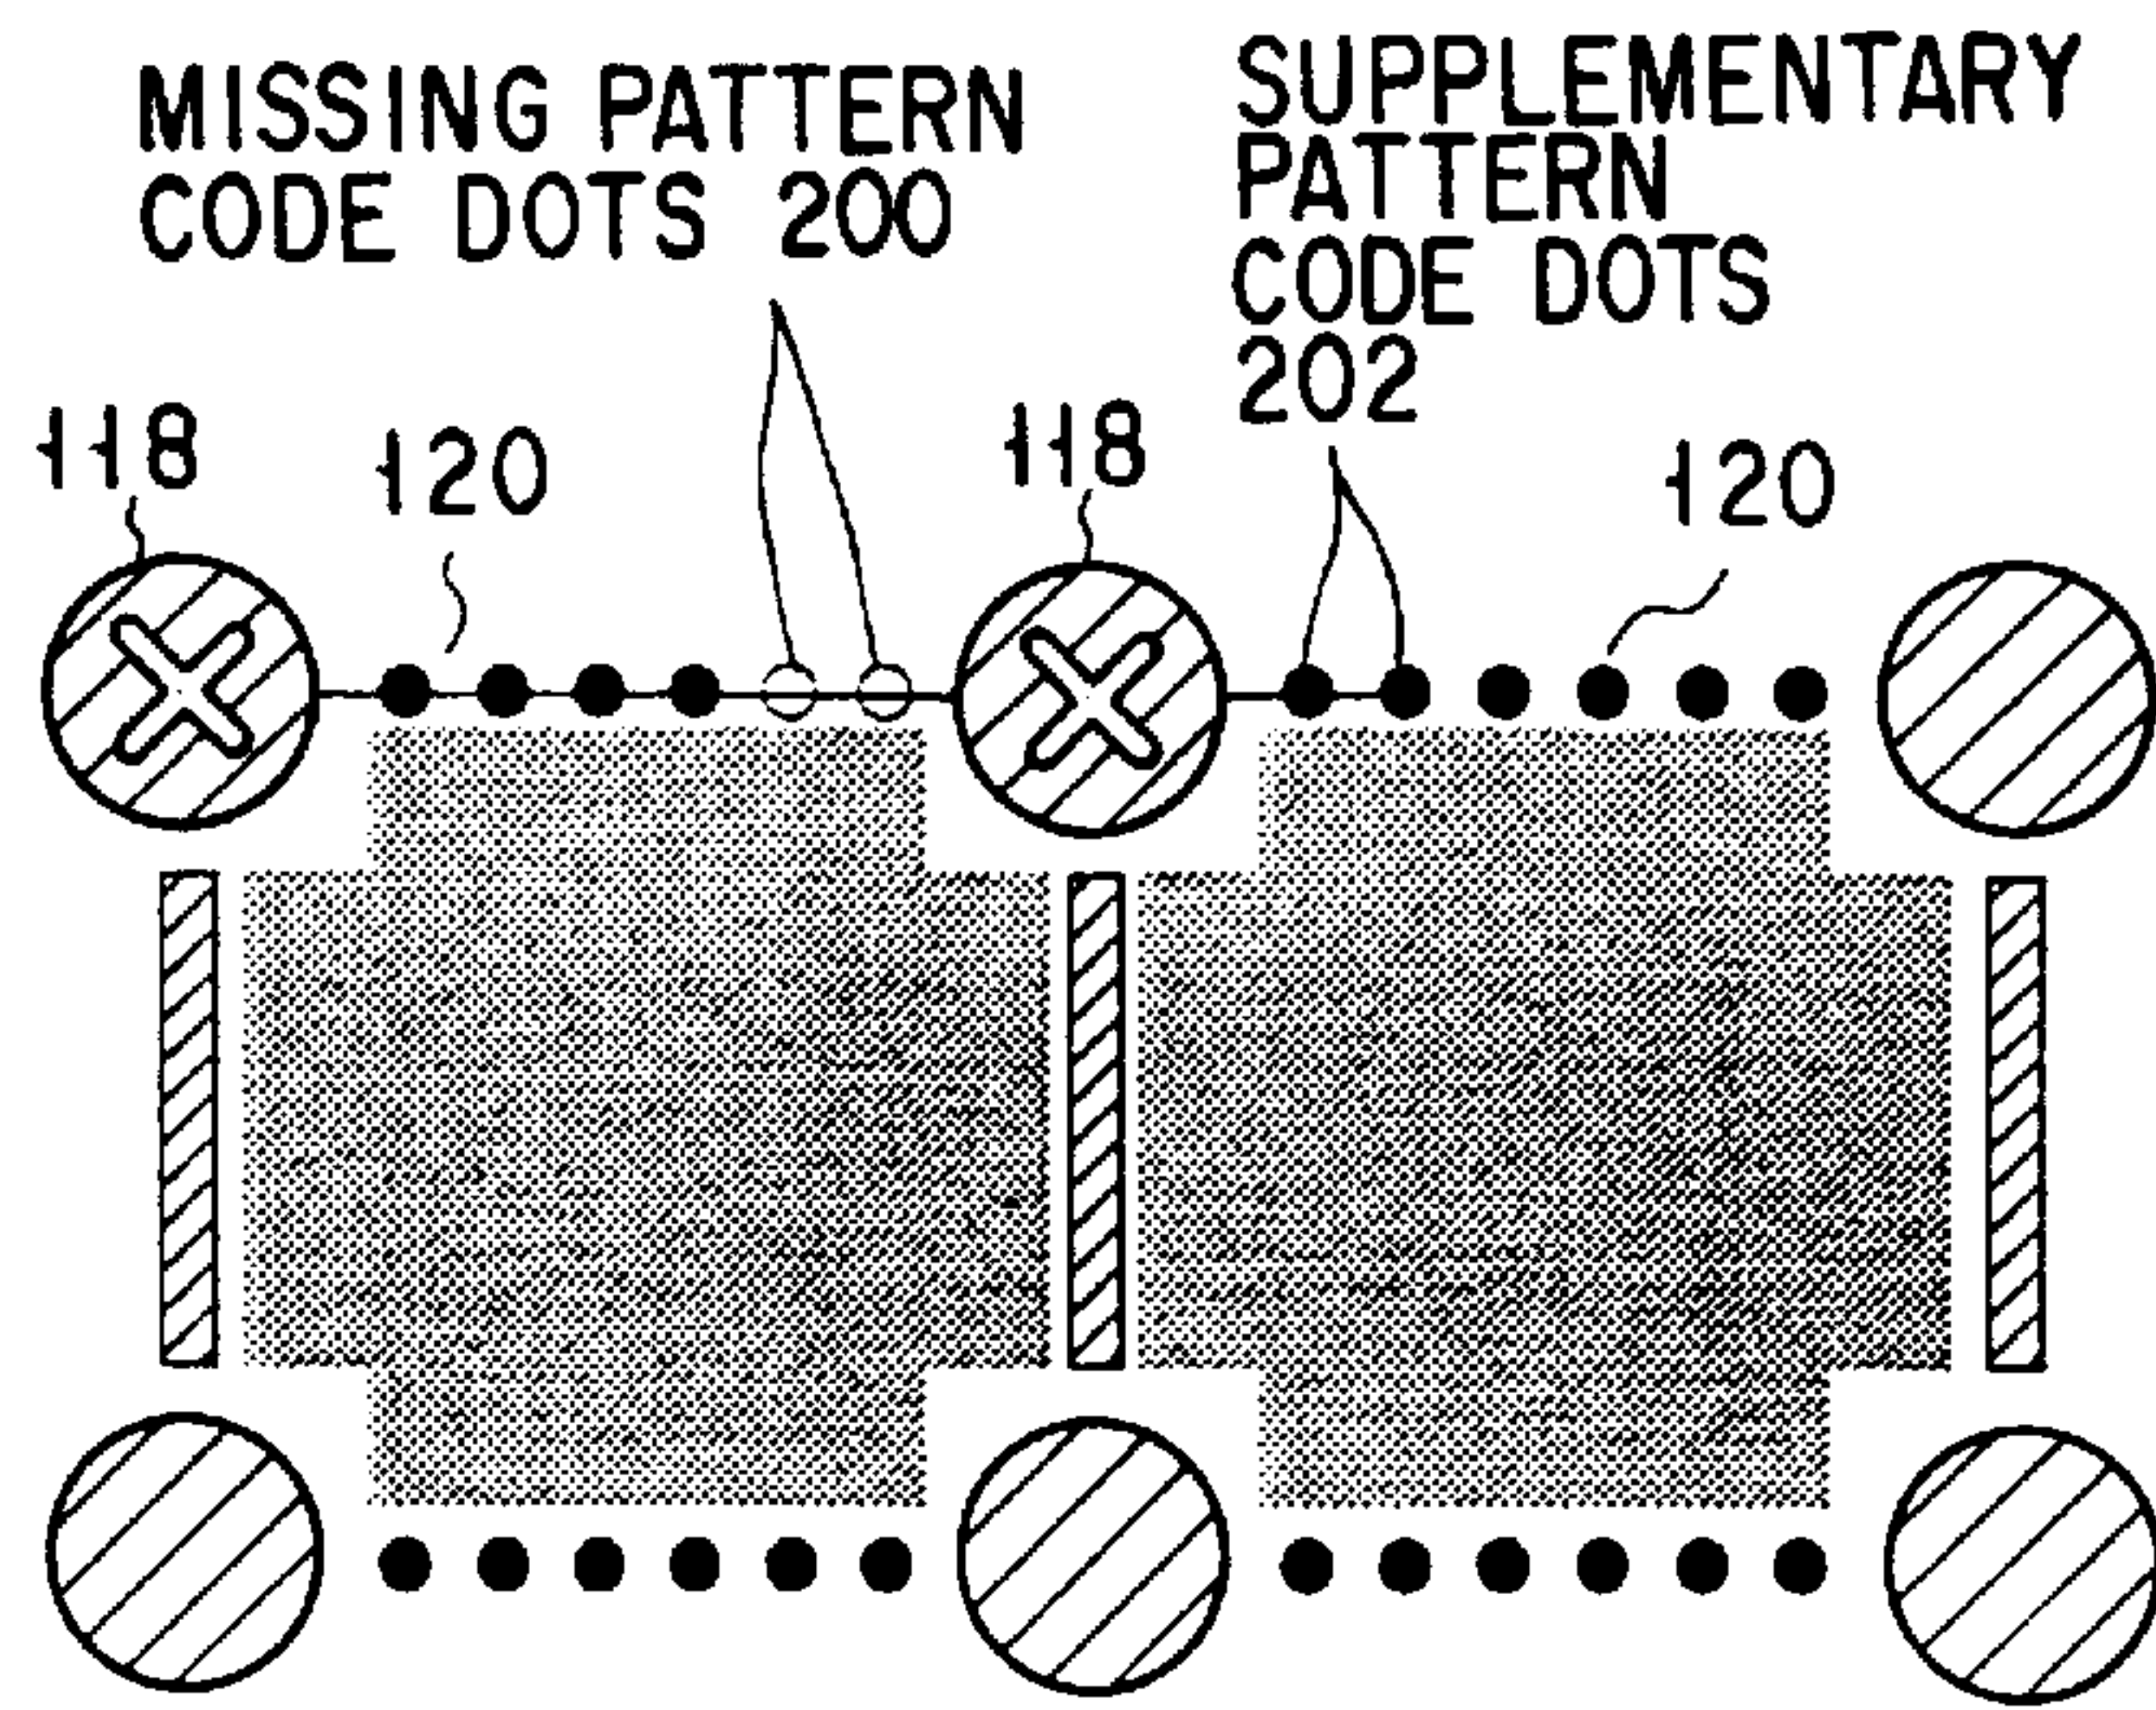 MISSING PATTERN
CODE DOTS 200
SUPPLEMENTARY
PATTERN
CODE DOTS
202
118
120
118
120